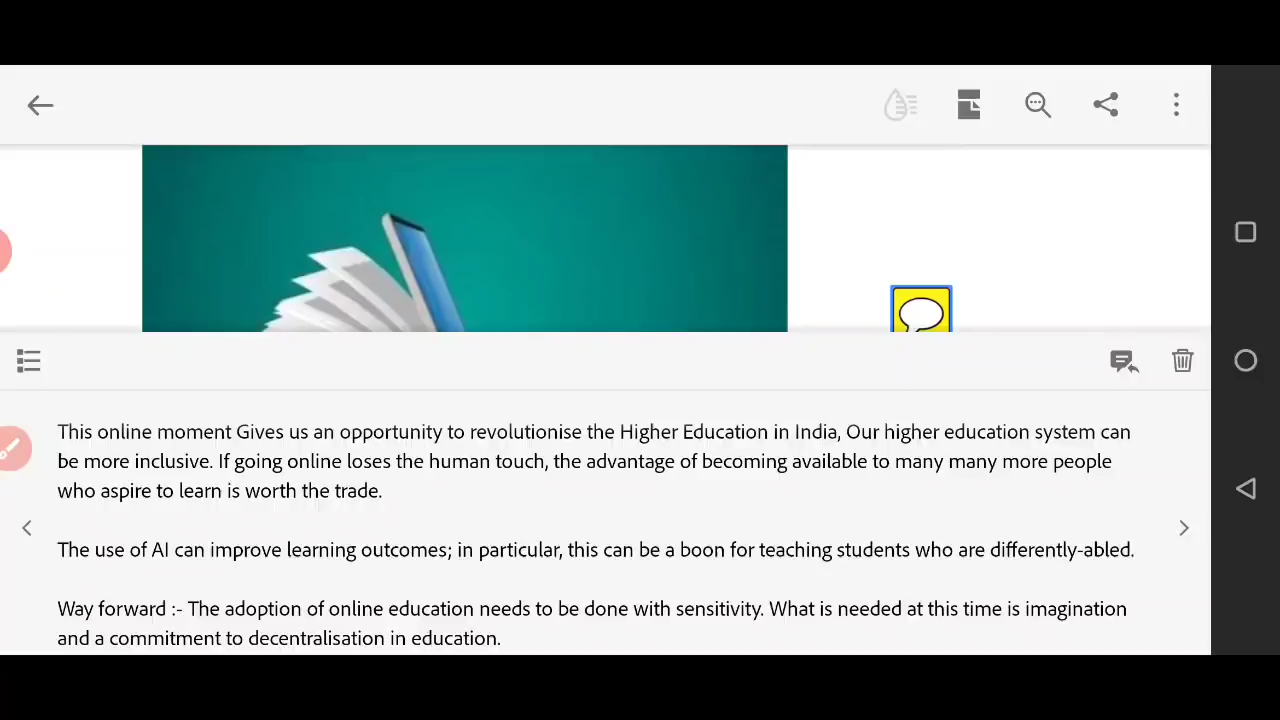 This online moment Gives us an opportunity to revolutionise the Higher Education in India, Our higher education system can
be more inclusive. If going online loses the human touch, the advantage of becoming available to many many more people
who aspire to learn is worth the trade.
The use of AI can improve learning outcomes; in particular, this can be a boon for teaching students who are differently-abled.
Way forward :- The adoption of online education needs to be done with sensitivity. What is needed at this time is imagination
and a commitment to decentralisation in education.